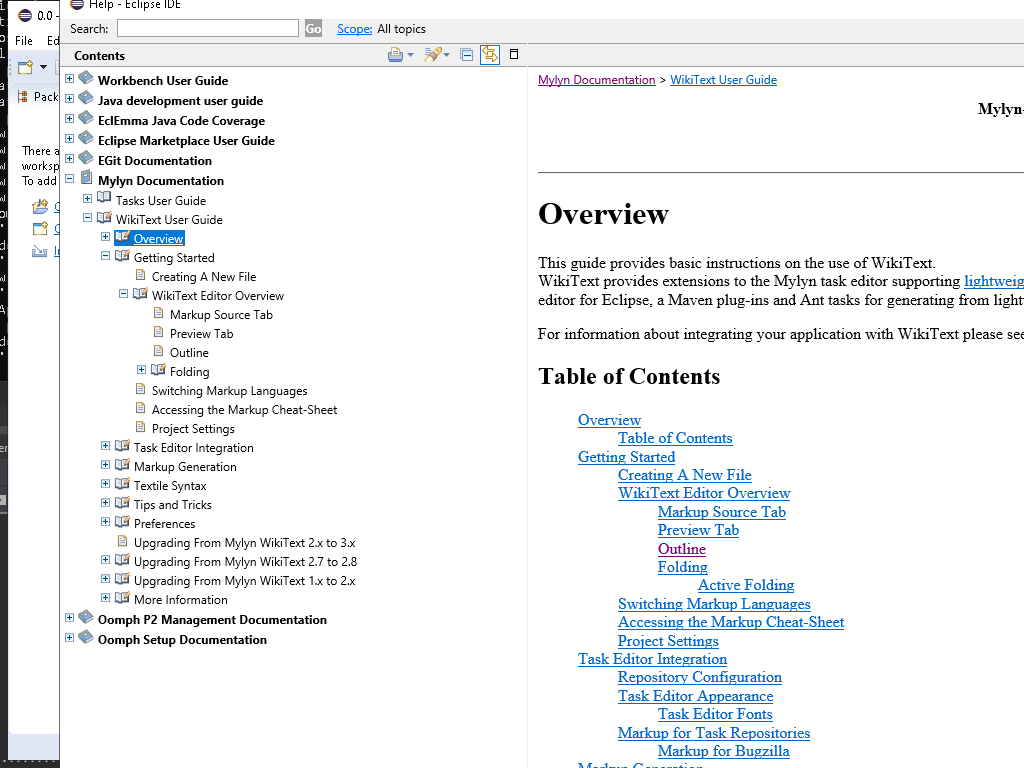 Help - Eclipse IDE
0.0 -
File Ed
Search: Go Scope: All topics
Contents
Pack
There a
worksp
To add
Workbench User Guide
Java development user guide
EclEmma Java Code Coverage
Eclipse Marketplace User Guide
EGit Documentation
Mylyn Documentation
Tasks User Guide
WikiText User Guide
Overview
Getting Started
Creating A New File
WikiText Editor Overview
Markup Source Tab
Preview Tab
Outline
Folding
Switching Markup Languages
Accessing the Markup Cheat-Sheet
Project Settings
Task Editor Integration
Markup Generation
Textile Syntax
Tips and Tricks
Preferences
Upgrading From Mylyn WikiText 2.x to 3.x
Upgrading From Mylyn WikiText 2.7 to 2.8
Upgrading From Mylyn WikiText 1.x to 2.x
More Information
Oomph P2 Management Documentation
Oomph Setup Documentation
Mylyn Documentation > WikiText User Guide
Mylyn-
Overview
This guide provides basic instructions on the use of WikiText.
WikiText provides extensions to the Mylyn task editor supporting lightweig
editor for Eclipse, a Maven plug-ins and Ant tasks for generating from light
For information about integrating your application with WikiText please see
Table of Contents
Overview
Table of Contents
Getting Started
Creating A New File
WikiText Editor Overview
Markup Source Tab
Preview Tab
Outline
Folding
Active Folding
Switching Markup Languages
Accessing the Markup Cheat-Sheet
Project Settings
Task Editor Integration
Repository Configuration
Task Editor Appearance
Task Editor Fonts
Markup for Task Repositories
Markup for Bugzilla
Markup Generation